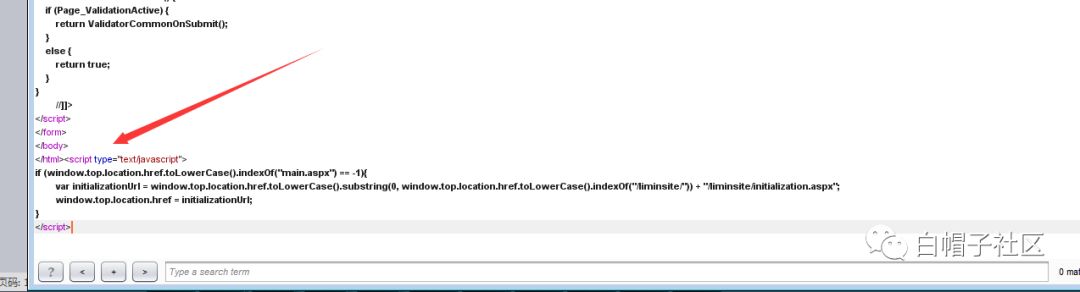 if (Page_ValidationActive) {
return ValidatorCommonOnSubmit();
}
else {
return true;
}
}
//]]>
</script>
</form>
</body>
</html><script type="text/javascript">
if (window.top.location.href.toLowerCase().indexOf("main.aspx") == -1){
var initializationUrl = window.top.location.href.toLowerCase().substring(0, window.top.location.href.toLowerCase().indexOf("/liminsite/")) + "/liminsite/initialization.aspx";
window.top.location.href = initializationUrl;
}
</script>
白帽子社区
? < + > Type a search term 0 mat
页码: 1